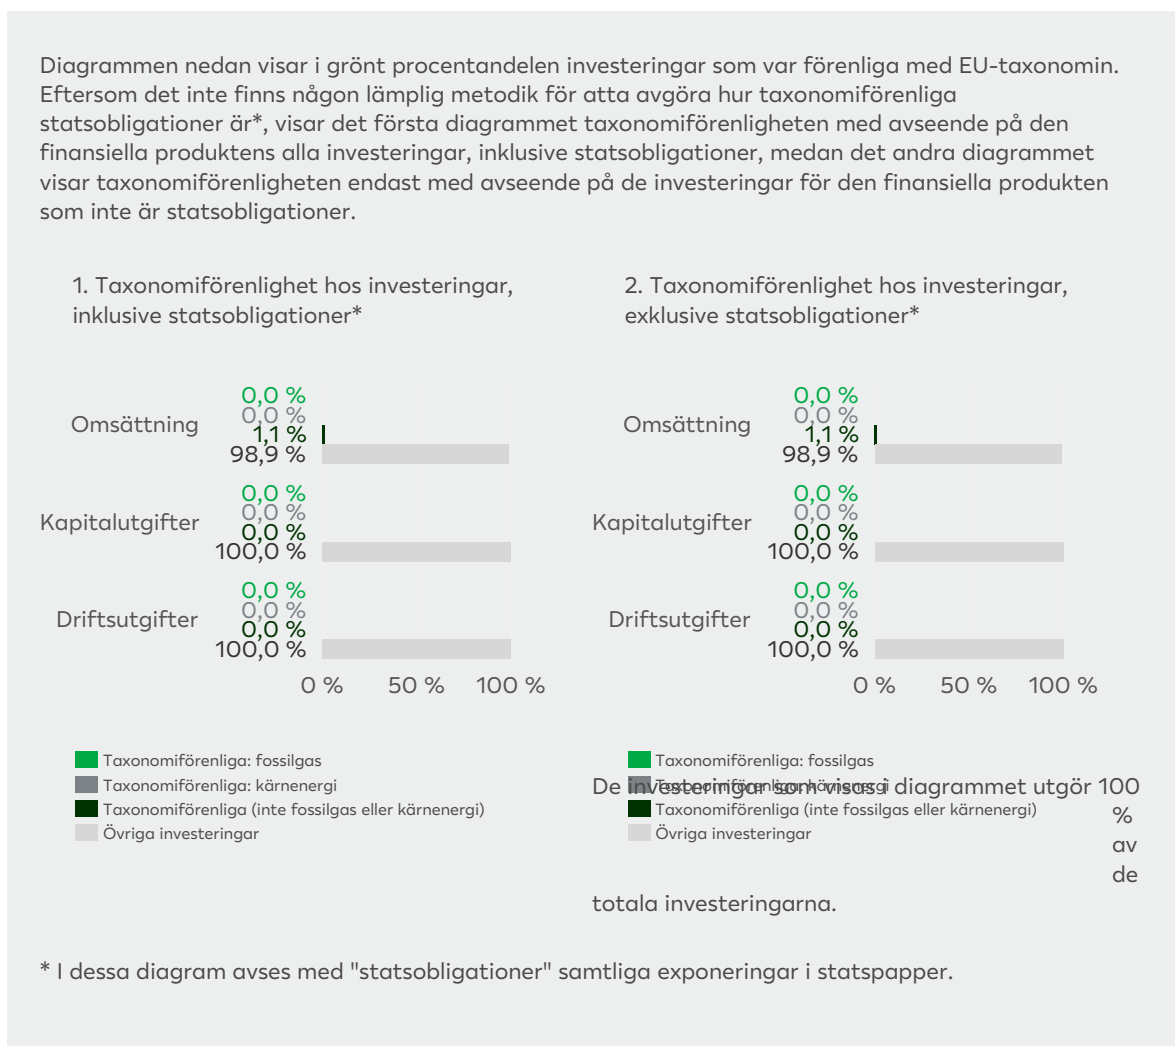 Diagrammen nedan visar i grönt procentandelen investeringar som var förenliga med EU-taxonomin.
Eftersom det inte finns någon lämplig metodik för atta avgöra hur taxonomiförenliga
statsobligationer är*, visar det första diagrammet taxonomiförenligheten med avseende på den
finansiella produktens alla investeringar, inklusive statsobligationer, medan det andra diagrammet
visar taxonomiförenligheten endast med avseende på de investeringar för den finansiella produkten
som inte är statsobligationer.
1. Taxonomiförenlighet hos investeringar,
inklusive statsobligationer*
Omsättning
0,0 %
0,0 %
1,1 %
98,9 %
Kapitalutgifter
0,0 %
0,0 %
0,0 %
100,0 %
Driftsutgifter
0,0 %
0,0 %
0,0 %
100,0 %
0 % 50 % 100 %
Taxonomiförenliga: fossilgas
Taxonomiförenliga: kärnenergi
Taxonomiförenliga (inte fossilgas eller kärnenergi)
Övriga investeringar
2. Taxonomiförenlighet hos investeringar,
exklusive statsobligationer*
Omsättning
0,0 %
0,0 %
1,1 %
98,9 %
Kapitalutgifter
0,0 %
0,0 %
0,0 %
100,0 %
Driftsutgifter
0,0 %
0,0 %
0,0 %
100,0 %
0 % 50 % 100 %
Taxonomiförenliga: fossilgas
Taxonomiförenliga: kärnenergi
Taxonomiförenliga (inte fossilgas eller kärnenergi)
Övriga investeringar
De investeringar som visas i diagrammet utgör 100
%
av
de
totala investeringarna.
* I dessa diagram avses med "statsobligationer" samtliga exponeringar i statspapper.